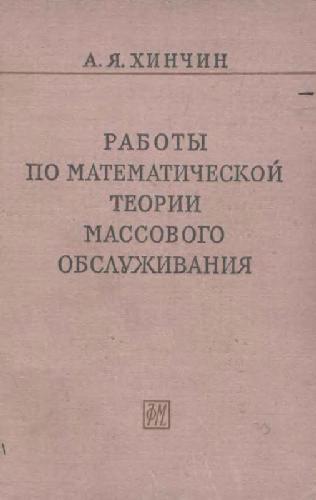 А. Я. ХИНЧИН
РАБОТЫ
ПО МАТЕМАТИЧЕСКОЙ
ТЕОРИИ
МАССОВОГО
ОБСЛУЖИВАНИЯ
ФМ